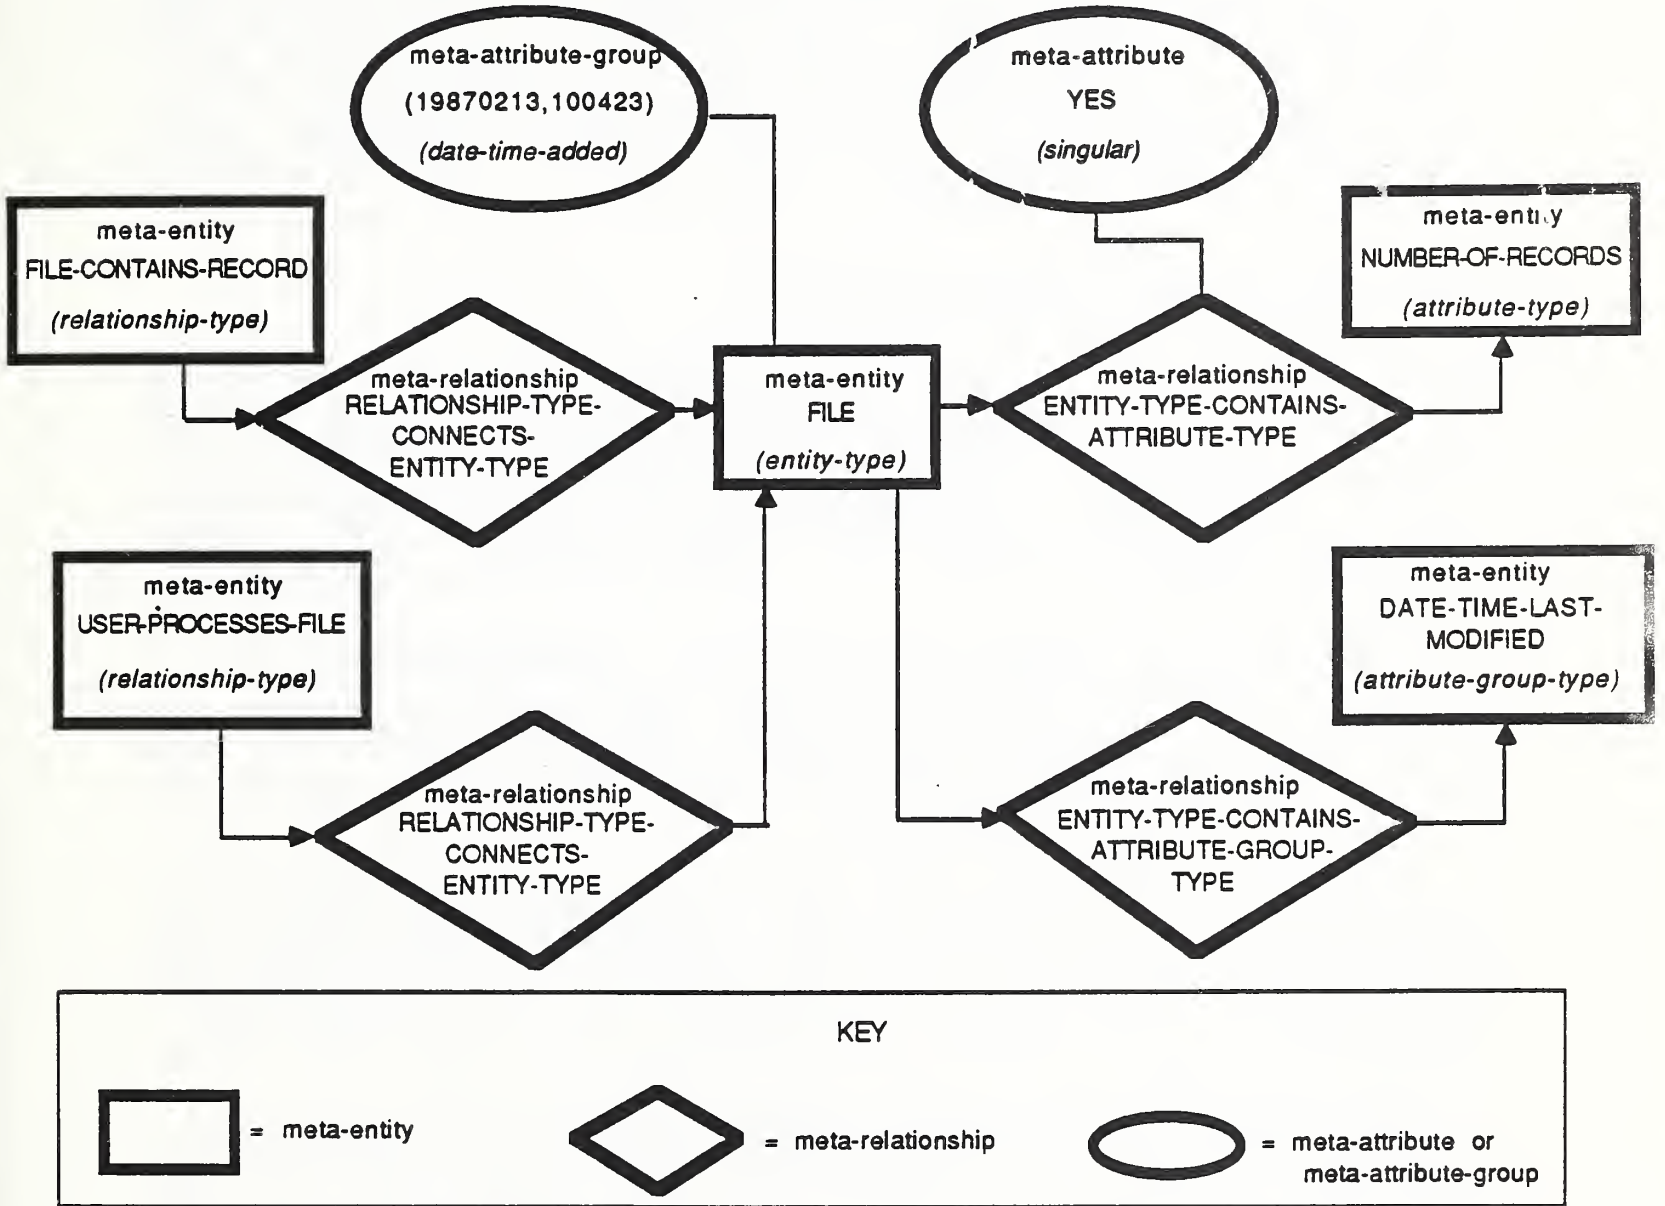 meta-attribute-group
(19870213,100423)
(date-time-added)
meta-attribute
YES
(singular)
meta-entity
FILE-CONTAINS-RECORD
(relationship-type)
meta-entity
NUMBER-OF-RECORDS
(attribute-type)
meta-relationship
RELATIONSHIP-TYPE-
CONNECTS-
ENTITY-TYPE
meta-entity
FILE
(entity-type)
meta-relationship
ENTITY-TYPE-CONTAINS-
ATTRIBUTE-TYPE
meta-entity
USER-PROCESSES-FILE
(relationship-type)
meta-entity
DATE-TIME-LAST-
MODIFIED
(attribute-group-type)
meta-relationship
RELATIONSHIP-TYPE-
CONNECTS-
ENTITY-TYPE
meta-relationship
ENTITY-TYPE-CONTAINS-
ATTRIBUTE-GROUP-
TYPE
KEY
= meta-entity
= meta-relationship
= meta-attribute or
meta-attribute-group